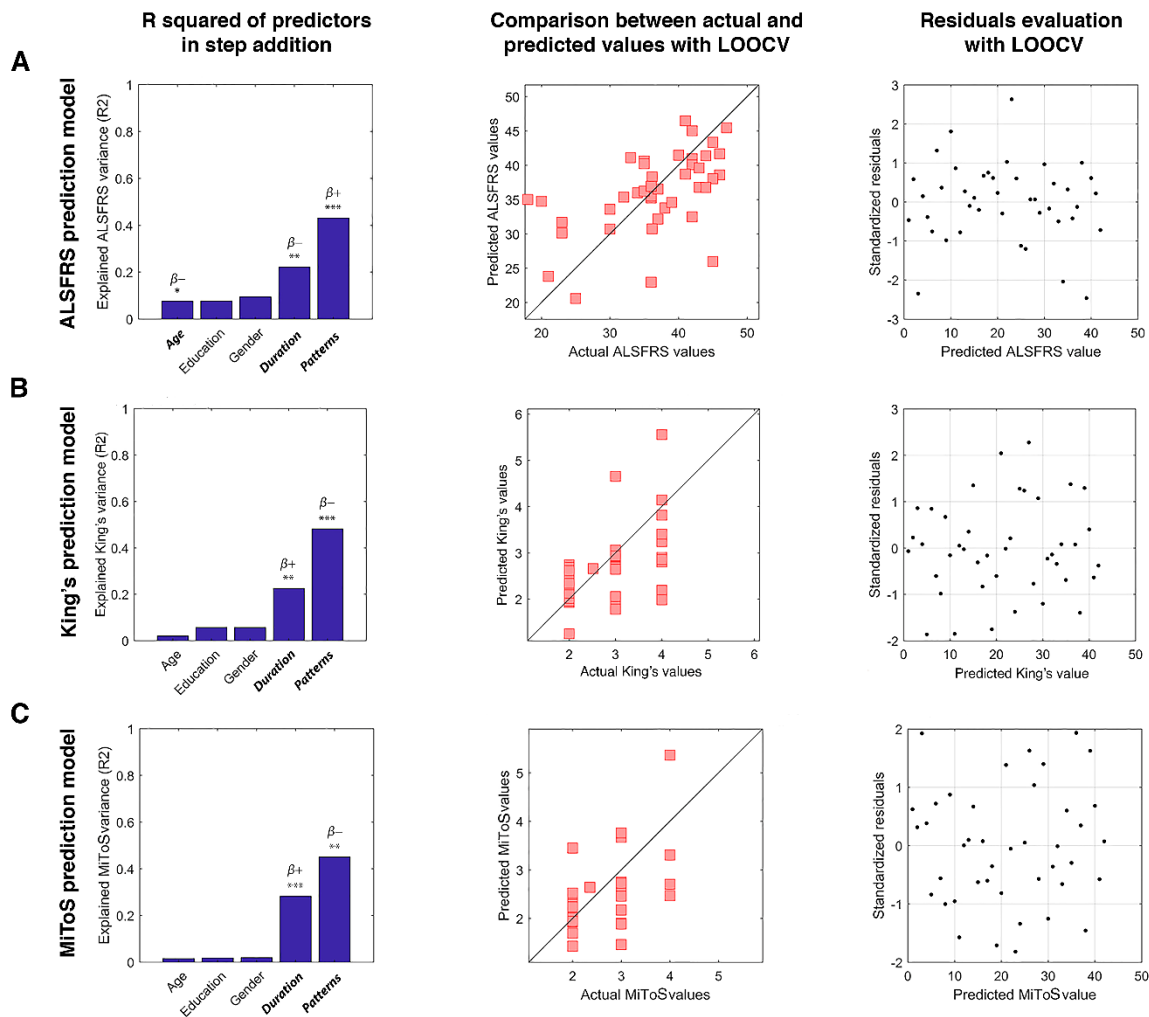 R squared of predictors
in step addition
Comparison between actual and
predicted values with LOOCV
Residuals evaluation
with LOOCV
A
ALSFRS prediction model
Explained ALSFRS variance (R2)
1
0.8
0.6
0.4
0.2
0
β−
*
β−
**
β+
***
Age
Education
Gender
Duration
Patterns
Predicted ALSFRS values
50
45
40
35
30
25
20
20
30
40
50
Actual ALSFRS values
Standardized residuals
3
2
1
0
-1
-2
-3
0
10
20
30
40
50
Predicted ALSFRS value
B
King's prediction model
Explained King's variance (R2)
1
0.8
0.6
0.4
0.2
0
β+
**
β−
***
Age
Education
Gender
Duration
Patterns
Predicted King's values
6
5
4
3
2
2
3
4
5
6
Actual King's values
Standardized residuals
3
2
1
0
-1
-2
0
10
20
30
40
50
Predicted King's value
C
MiToS prediction model
Explained MiToSvariance (R2)
1
0.8
0.6
0.4
0.2
0
β+
***
β−
**
Age
Education
Gender
Duration
Patterns
Predicted MiToSvalues
5
4
3
2
2
3
4
5
Actual MiToSvalues
Standardized residuals
2
1
0
-1
-2
0
10
20
30
40
50
Predicted MiToSvalue